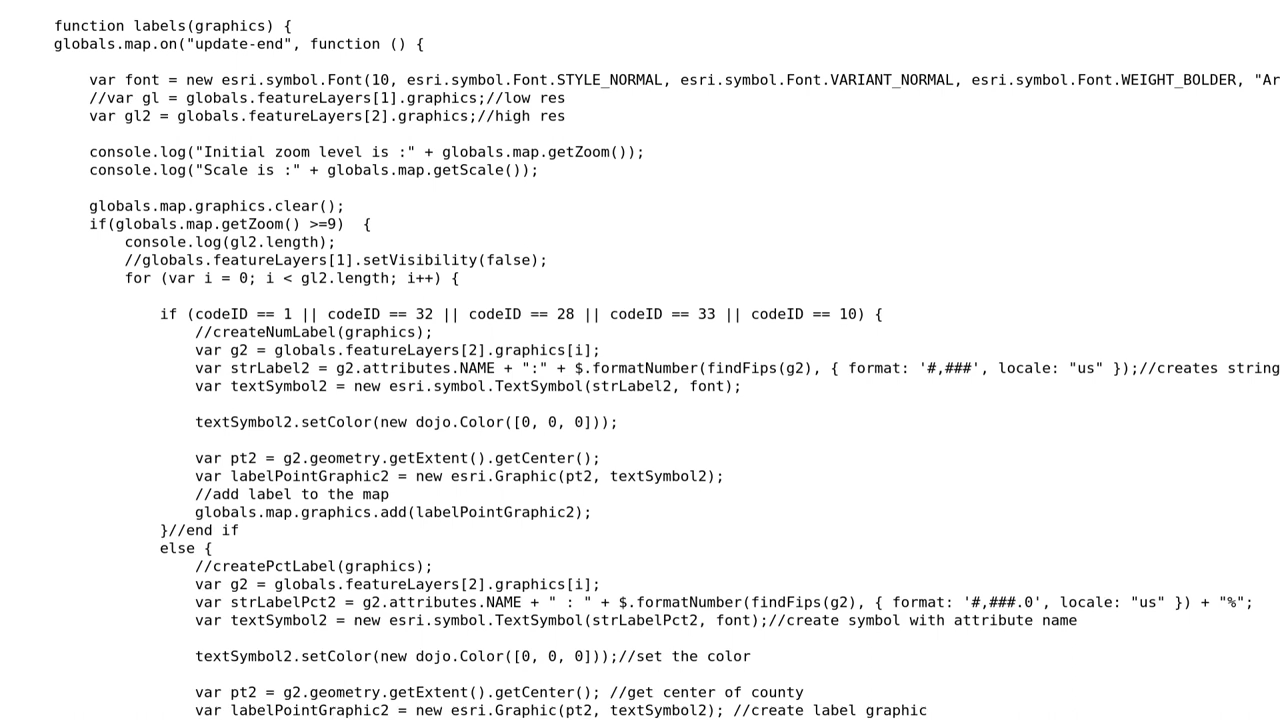 function labels(graphics) {
globals.map.on("update-end", function () {
var font = new esri.symbol.Font(10, esri.symbol.Font.STYLE_NORMAL, esri.symbol.Font.VARIANT_NORMAL, esri.symbol.Font.WEIGHT_BOLDER, "Ar
//var gl = globals.featureLayers[1].graphics;//low res
var gl2 = globals.featureLayers[2].graphics;//high res
console.log("Initial zoom level is :" + globals.map.getZoom());
console.log("Scale is :" + globals.map.getScale());
globals.map.graphics.clear();
if(globals.map.getZoom() >=9)  {
console.log(gl2.length);
//globals.featureLayers[1].setVisibility(false);
for (var i = 0; i < gl2.length; i++) {
if (codeID == 1 || codeID == 32 || codeID == 28 || codeID == 33 || codeID == 10) {
//createNumLabel(graphics);
var g2 = globals.featureLayers[2].graphics[i];
var strLabel2 = g2.attributes.NAME + ":" + $.formatNumber(findFips(g2), { format: '#,###', locale: "us" });//creates string
var textSymbol2 = new esri.symbol.TextSymbol(strLabel2, font);
textSymbol2.setColor(new dojo.Color([0, 0, 0]));
var pt2 = g2.geometry.getExtent().getCenter();
var labelPointGraphic2 = new esri.Graphic(pt2, textSymbol2);
//add label to the map
globals.map.graphics.add(labelPointGraphic2);
}//end if
else {
//createPctLabel(graphics);
var g2 = globals.featureLayers[2].graphics[i];
var strLabelPct2 = g2.attributes.NAME + " : " + $.formatNumber(findFips(g2), { format: '#,###.0', locale: "us" }) + "%";
var textSymbol2 = new esri.symbol.TextSymbol(strLabelPct2, font);//create symbol with attribute name
textSymbol2.setColor(new dojo.Color([0, 0, 0]));//set the color
var pt2 = g2.geometry.getExtent().getCenter(); //get center of county
var labelPointGraphic2 = new esri.Graphic(pt2, textSymbol2); //create label graphic